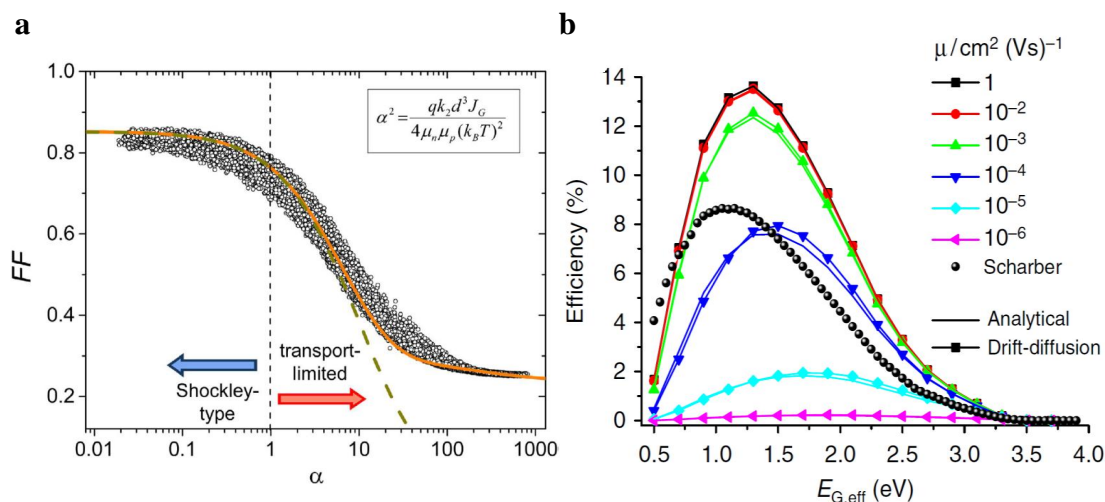 a
b
FF
1.0
0.8
0.6
0.4
0.2
0.01
0.1
1
10
100
1000
α
α² = qk₂d³J_G / 4μₙμₚ(k_BT)²
Shockley-
type
transport-
limited
Efficiency (%)
14
12
10
8
6
4
2
0
0.5
1.0
1.5
2.0
2.5
3.0
3.5
4.0
E_G,eff (eV)
μ/cm² (Vs)⁻¹
1
10⁻²
10⁻³
10⁻⁴
10⁻⁵
10⁻⁶
Scharber
Analytical
Drift-diffusion